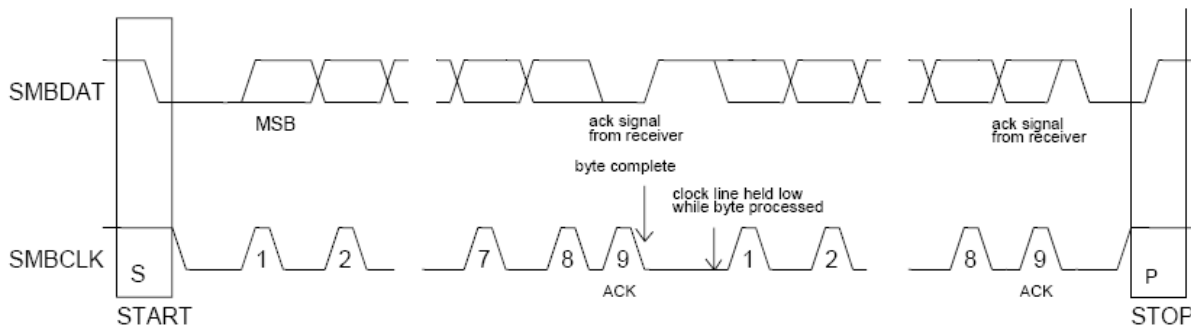 SMBDAT
MSB
ack signal
from receiver
ack signal
from receiver
byte complete
clock line held low
while byte processed
SMBCLK
S
1
2
7
8
9
1
2
8
9
P
ACK
ACK
START
STOP